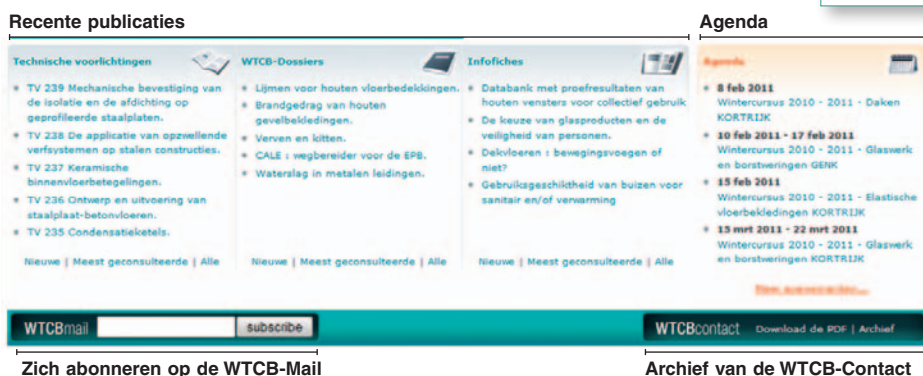 Recente publicaties
Agenda
Technische voorlichtingen
TV 239 Mechanische bevestiging van
de isolatie en de afdichting op
geprofileerde staalplaten.
TV 238 De applicatie van opzwellende
verfsystemen op stalen constructies.
TV 237 Keramische
binnenvloerbetegelingen.
TV 236 Ontwerp en uitvoering van
staalplaat-betonvloeren.
TV 235 Condensatieketels.
Nieuwe | Meest geconsulteerde | Alle
WTCB-Dossiers
Lijmen voor houten vloerbedekkingen.
Brandgedrag van houten
gevelbekledingen.
Verven en kitten.
CALE : wegbereider voor de EPB.
Waterslag in metalen leidingen.
Nieuwe | Meest geconsulteerde | Alle
Infofiches
Databank met proefresultaten van
houten vensters voor collectief gebruik
De keuze van glasproducten en de
veiligheid van personen.
Dekvloeren : bewegingsvoegen of
niet?
Gebruiksgeschiktheid van buizen voor
sanitair en/of verwarming
Nieuwe | Meest geconsulteerde | Alle
Agenda
8 feb 2011
Wintercursus 2010 - 2011 - Daken
KORTRIJK
10 feb 2011 - 17 feb 2011
Wintercursus 2010 - 2011 - Glaswerk
en borstweringen GENK
15 feb 2011
Wintercursus 2010 - 2011 - Elastische
vloerbekledingen KORTRIJK
15 mrt 2011 - 22 mrt 2011
Wintercursus 2010 - 2011 - Glaswerk
en borstweringen KORTRIJK
WTCBmail subscribe
WTCBcontact Download de PDF | Archief
Zich abonneren op de WTCB-Mail
Archief van de WTCB-Contact